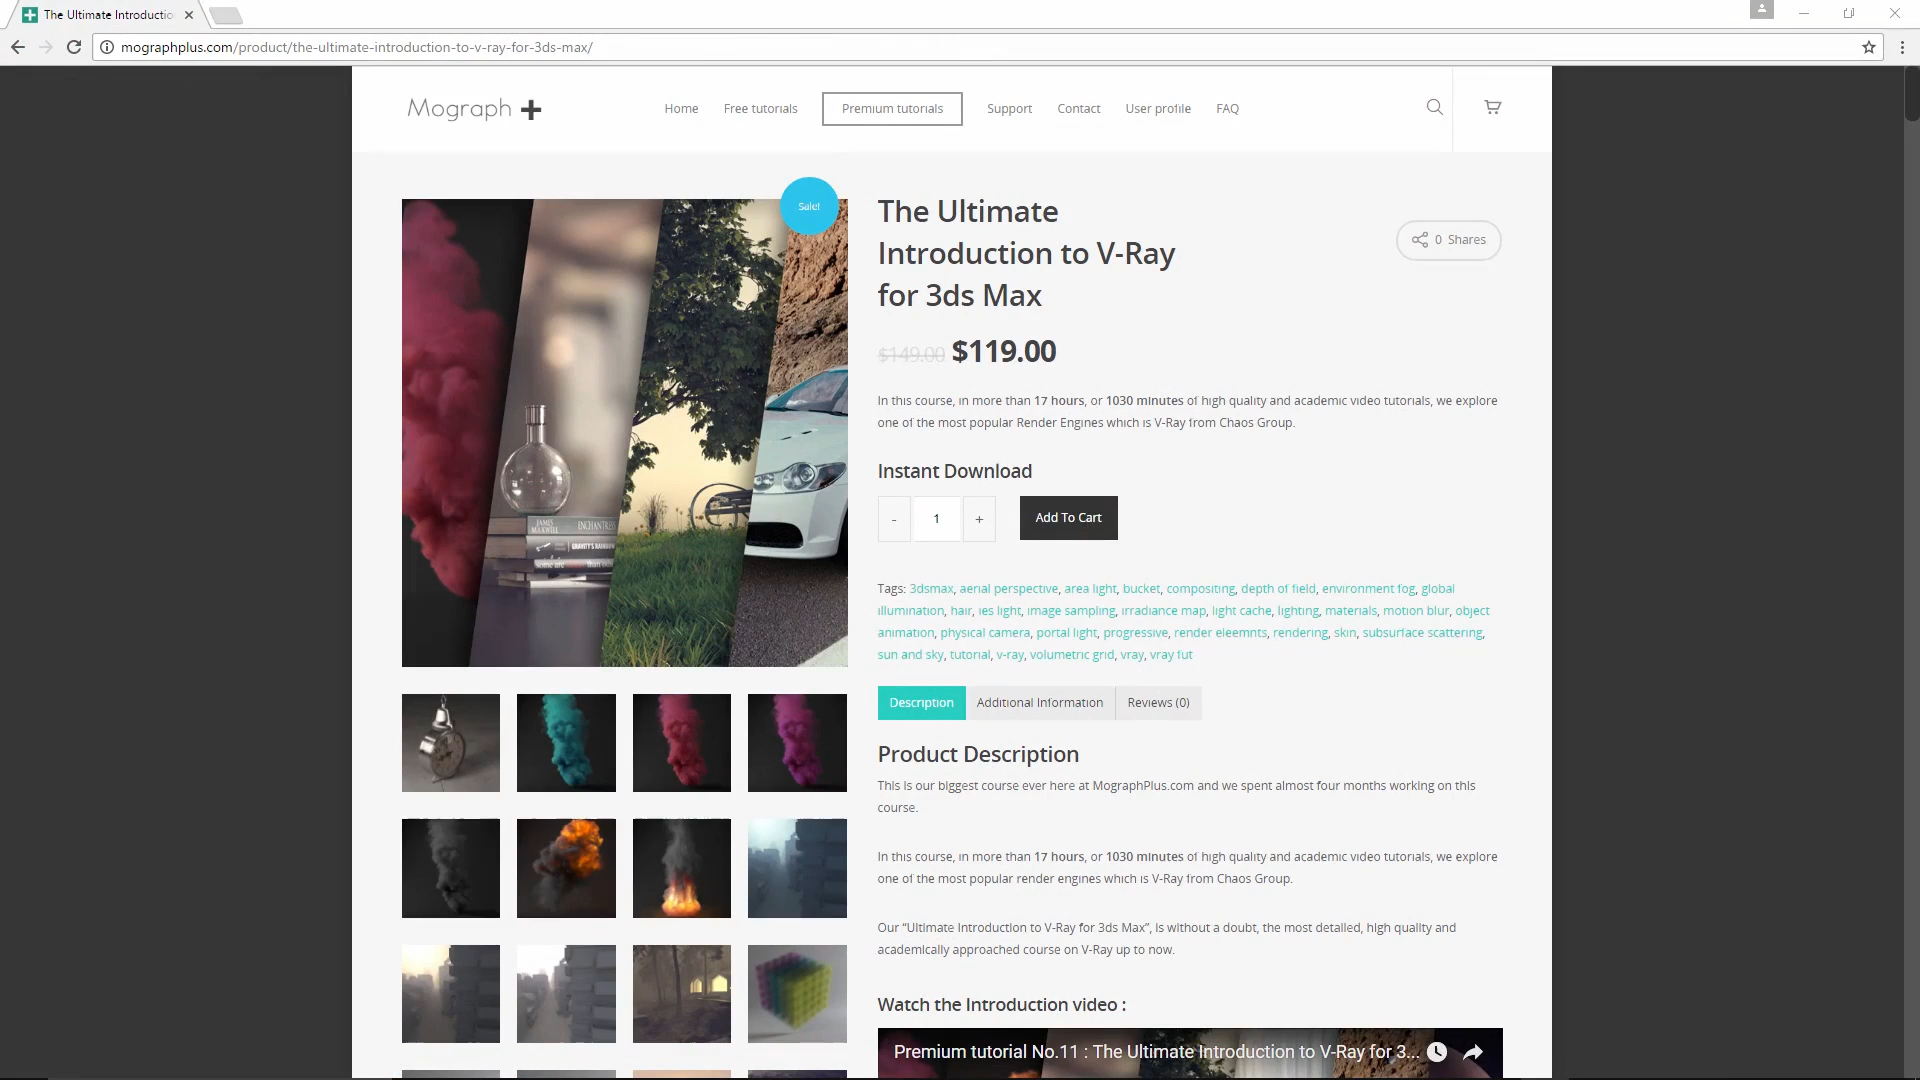 The Ultimate Introductio
mographplus.com/product/the-ultimate-introduction-to-v-ray-for-3ds-max/
Mograph +
Home Free tutorials Premium tutorials Support Contact User profile FAQ
Sale!
The Ultimate
Introduction to V-Ray
for 3ds Max
0 Shares
$149.00 $119.00
In this course, in more than 17 hours, or 1030 minutes of high quality and academic video tutorials, we explore
one of the most popular Render Engines which is V-Ray from Chaos Group.
Instant Download
- 1 + Add To Cart
JAMES
MAXWELL
ENCHANTRESS
GRAVITY'S RAINBOW
some are than
Tags: 3dsmax, aerial perspective, area light, bucket, compositing, depth of field, environment fog, global
illumination, hair, ies light, image sampling, irradiance map, light cache, lighting, materials, motion blur, object
animation, physical camera, portal light, progressive, render eleemnts, rendering, skin, subsurface scattering,
sun and sky, tutorial, v-ray, volumetric grid, vray, vray fut
Description Additional Information Reviews (0)
Product Description
This is our biggest course ever here at MographPlus.com and we spent almost four months working on this
course.
In this course, in more than 17 hours, or 1030 minutes of high quality and academic video tutorials, we explore
one of the most popular render engines which is V-Ray from Chaos Group.
Our “Ultimate Introduction to V-Ray for 3ds Max”, is without a doubt, the most detailed, high quality and
academically approached course on V-Ray up to now.
Watch the Introduction video :
Premium tutorial No.11 : The Ultimate Introduction to V-Ray for 3...